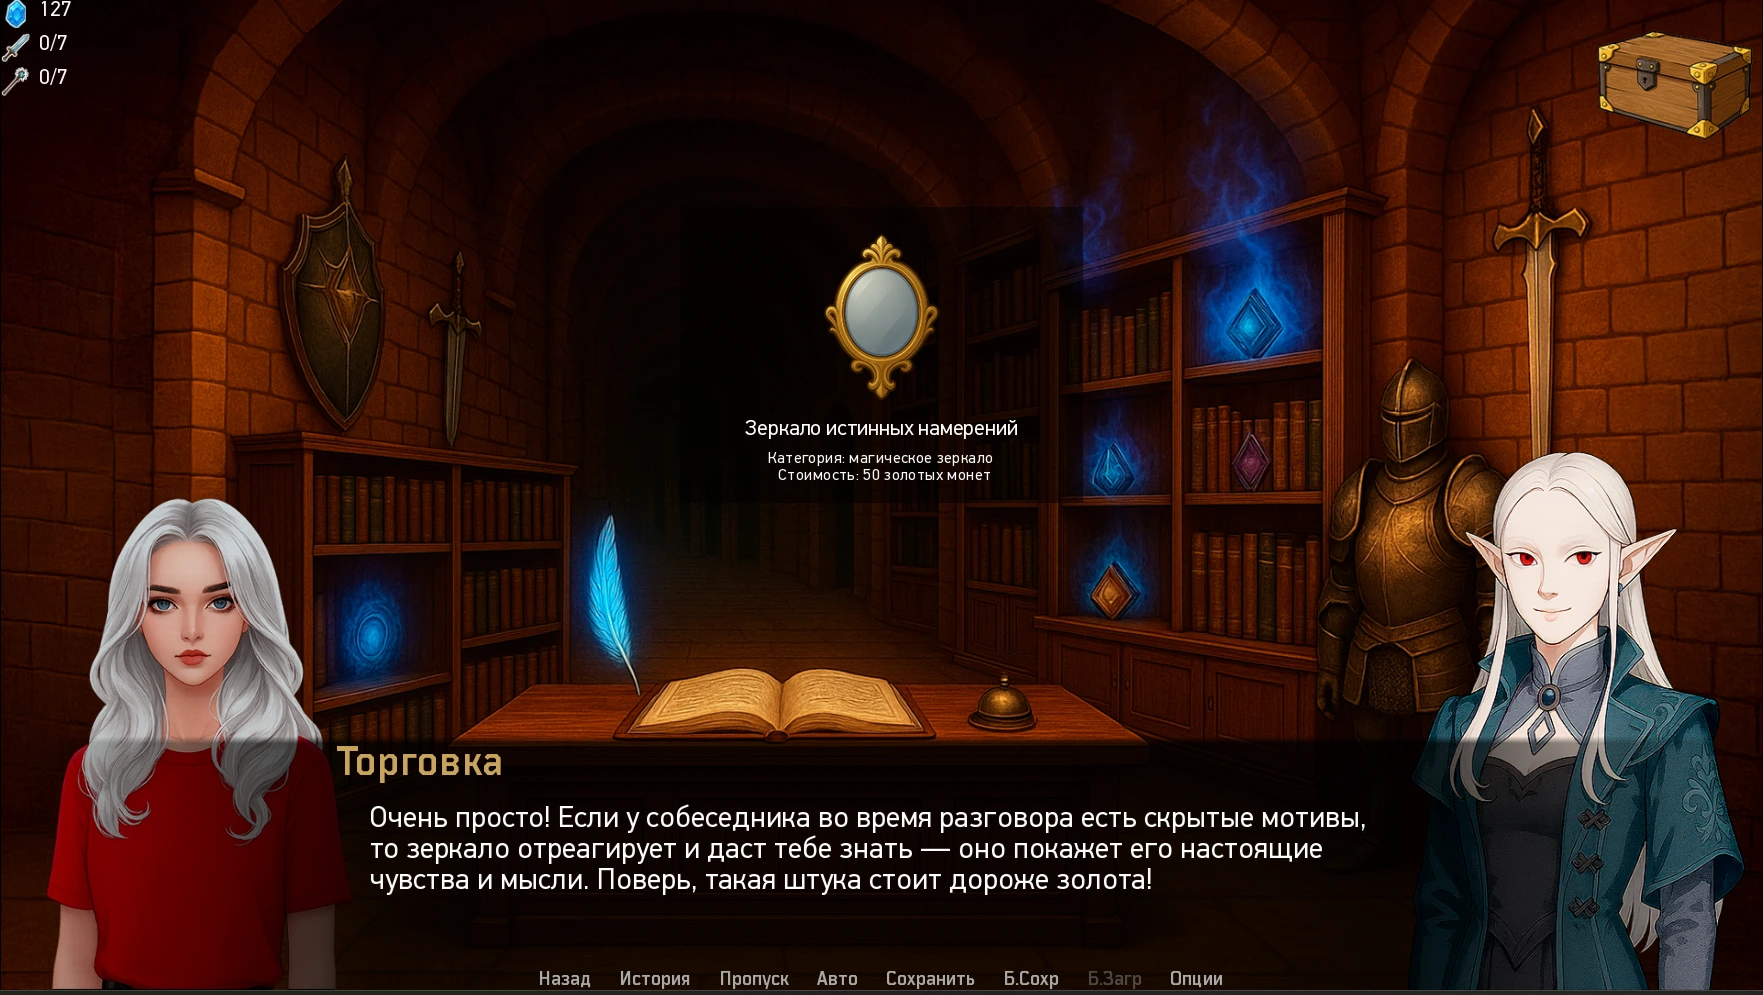 127
0/7
0/7
Зеркало истинных намерений
Категория: магическое зеркало
Стоимость: 50 золотых монет
Торговка
Очень просто! Если у собеседника во время разговора есть скрытые мотивы,
то зеркало отреагирует и даст тебе знать — оно покажет его настоящие
чувства и мысли. Поверь, такая штука стоит дороже золота!
Назад История Пропуск Авто Сохранить Б.Сохр Б.Загр Опции